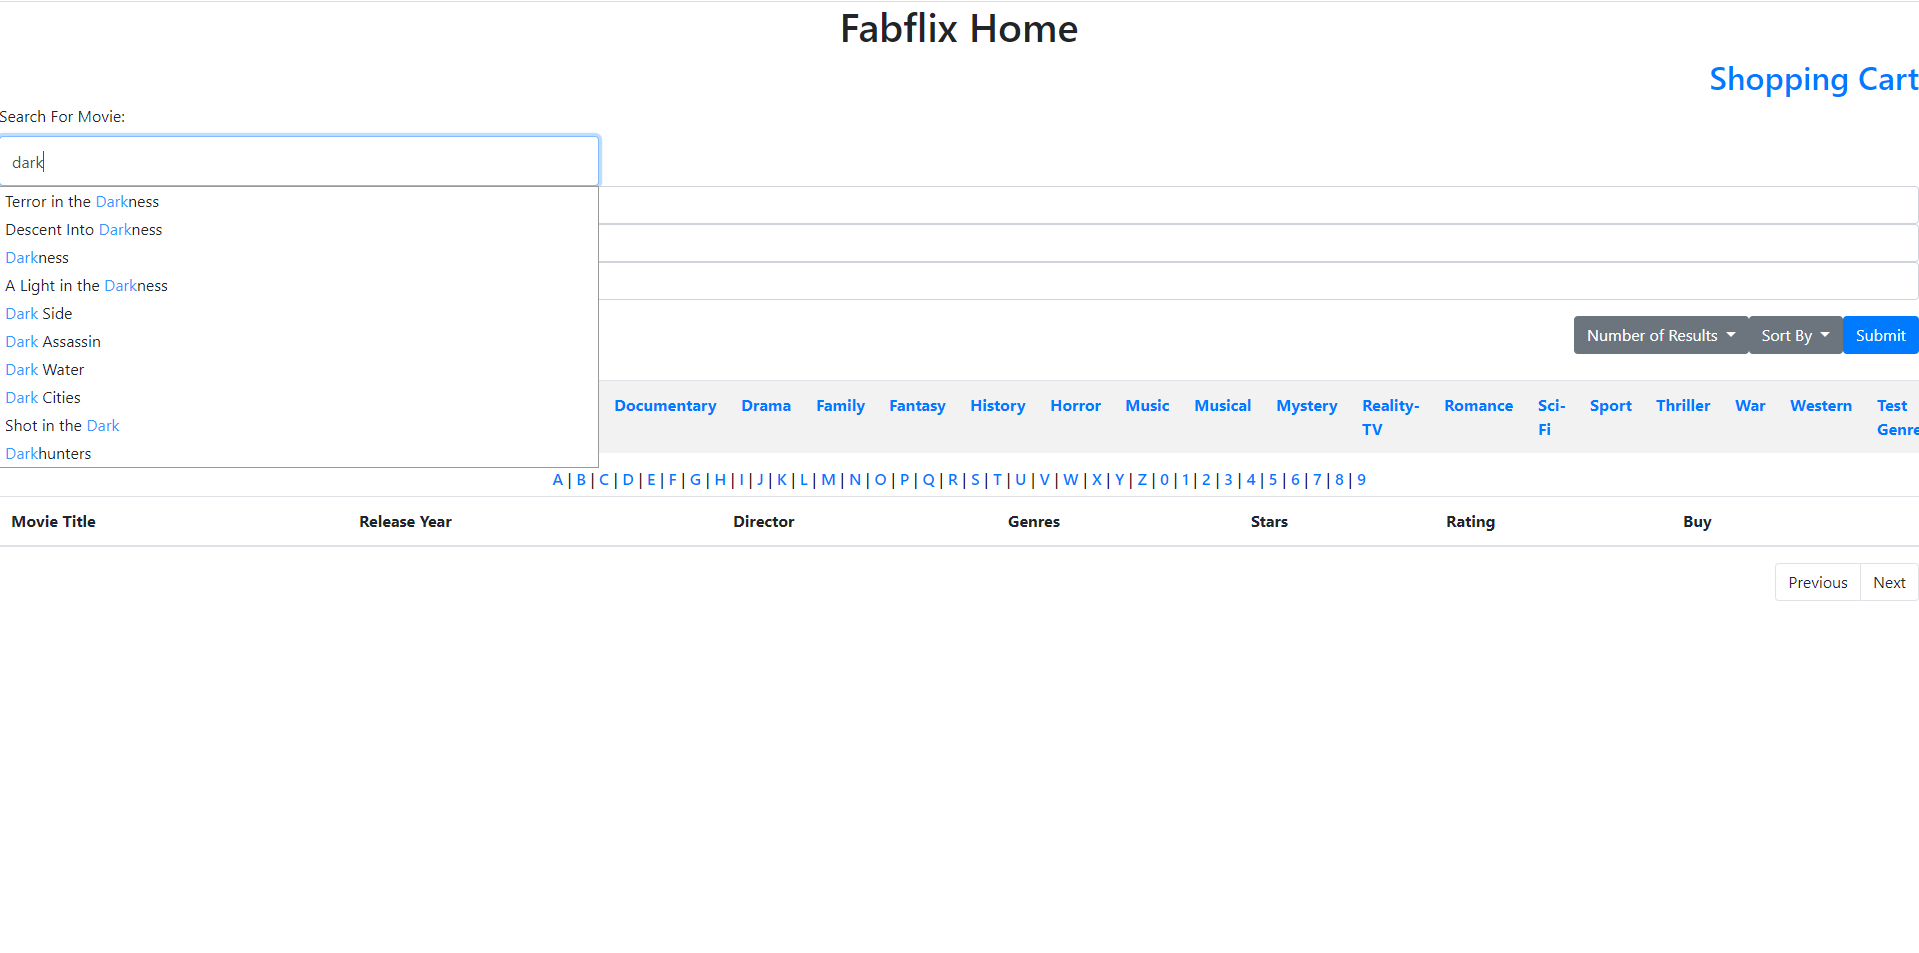 Fabflix Home
Shopping Cart
Search For Movie:
dark
Terror in the Darkness
Descent Into Darkness
Darkness
A Light in the Darkness
Dark Side
Dark Assassin
Dark Water
Dark Cities
Shot in the Dark
Darkhunters
Number of Results Sort By Submit
Documentary Drama Family Fantasy History Horror Music Musical Mystery Reality-TV Romance Sci-Fi Sport Thriller War Western Test Genre
A | B | C | D | E | F | G | H | I | J | K | L | M | N | O | P | Q | R | S | T | U | V | W | X | Y | Z | 0 | 1 | 2 | 3 | 4 | 5 | 6 | 7 | 8 | 9
Movie Title Release Year Director Genres Stars Rating Buy
Previous Next